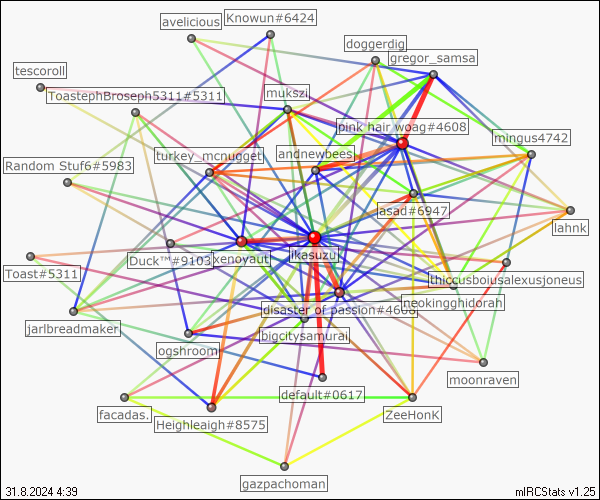 avelicious
Knowun#6424
doggerdig
gregor_samsa
tescoroll
ToastephBroseph5311#5311
mukszi
pink hair woag#4608
mingus4742
turkey_mcnugget
andnewbees
Random Stuf6#5983
asad#6947
lahnk
Duck™#9103
xenoyaut
ikasuzu
Toast#5311
thiccusboiusalexusjoneus
neokingghidorah
disaster of passion#4668
jarlbreadmaker
bigcitysamurai
ogshroom
moonraven
default#0617
facadas.
Heighleaigh#8575
ZeeHonK
gazpachoman
31.8.2024 4:39
mIRCStats v1.25